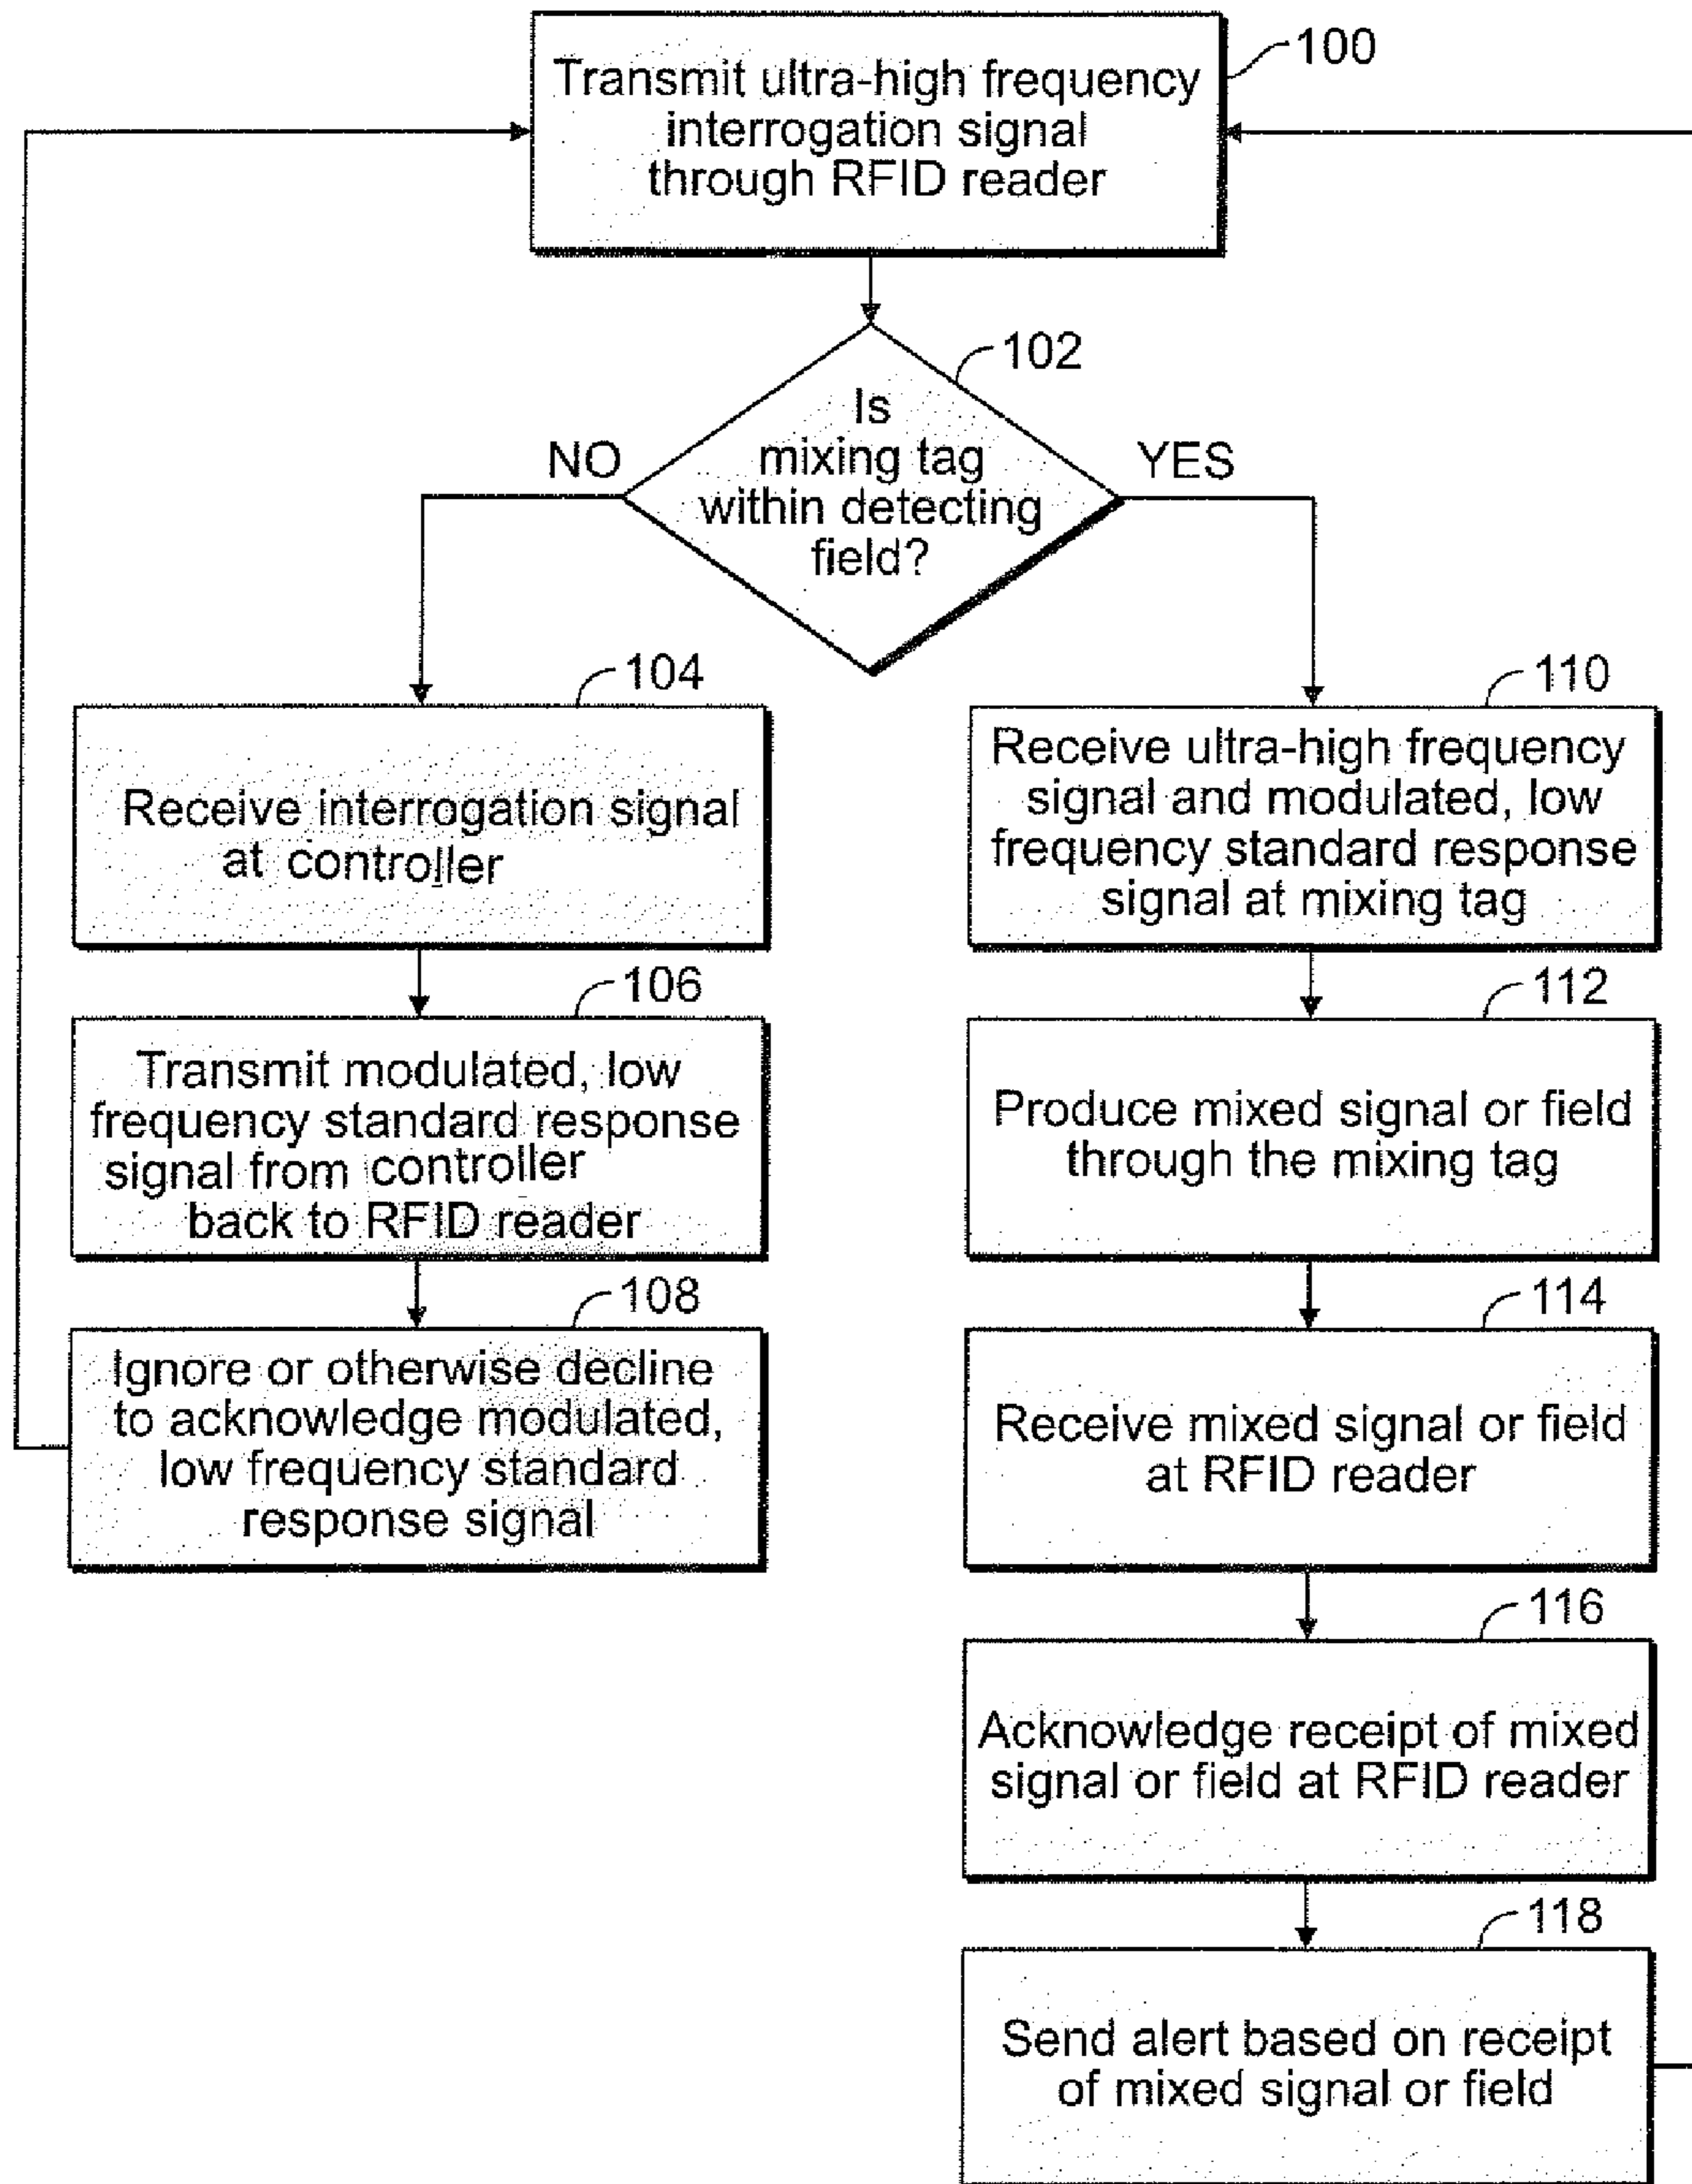 100
Transmit ultra-high frequency
interrogation signal
through RFID reader
102
Is
mixing tag
within detecting
field?
NO
YES
104
Receive interrogation signal
at controller
106
Transmit modulated, low
frequency standard response
signal from controller
back to RFID reader
108
Ignore or otherwise decline
to acknowledge modulated,
low frequency standard
response signal
110
Receive ultra-high frequency
signal and modulated, low
frequency standard response
signal at mixing tag
112
Produce mixed signal or field
through the mixing tag
114
Receive mixed signal or field
at RFID reader
116
Acknowledge receipt of mixed
signal or field at RFID reader
118
Send alert based on receipt
of mixed signal or field